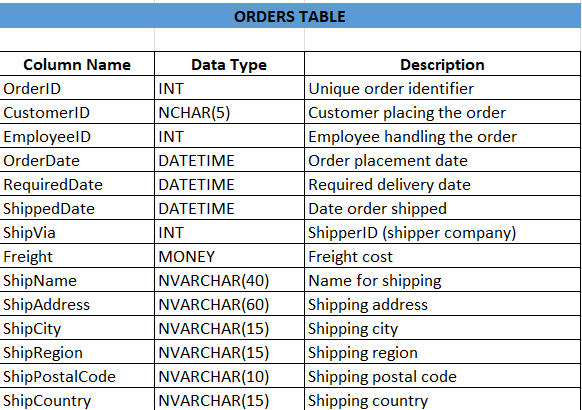 ORDERS TABLE
Column Name Data Type Description
OrderID INT Unique order identifier
CustomerID NCHAR(5) Customer placing the order
EmployeeID INT Employee handling the order
OrderDate DATETIME Order placement date
RequiredDate DATETIME Required delivery date
ShippedDate DATETIME Date order shipped
ShipVia INT ShipperID (shipper company)
Freight MONEY Freight cost
ShipName NVARCHAR(40) Name for shipping
ShipAddress NVARCHAR(60) Shipping address
ShipCity NVARCHAR(15) Shipping city
ShipRegion NVARCHAR(15) Shipping region
ShipPostalCode NVARCHAR(10) Shipping postal code
ShipCountry NVARCHAR(15) Shipping country